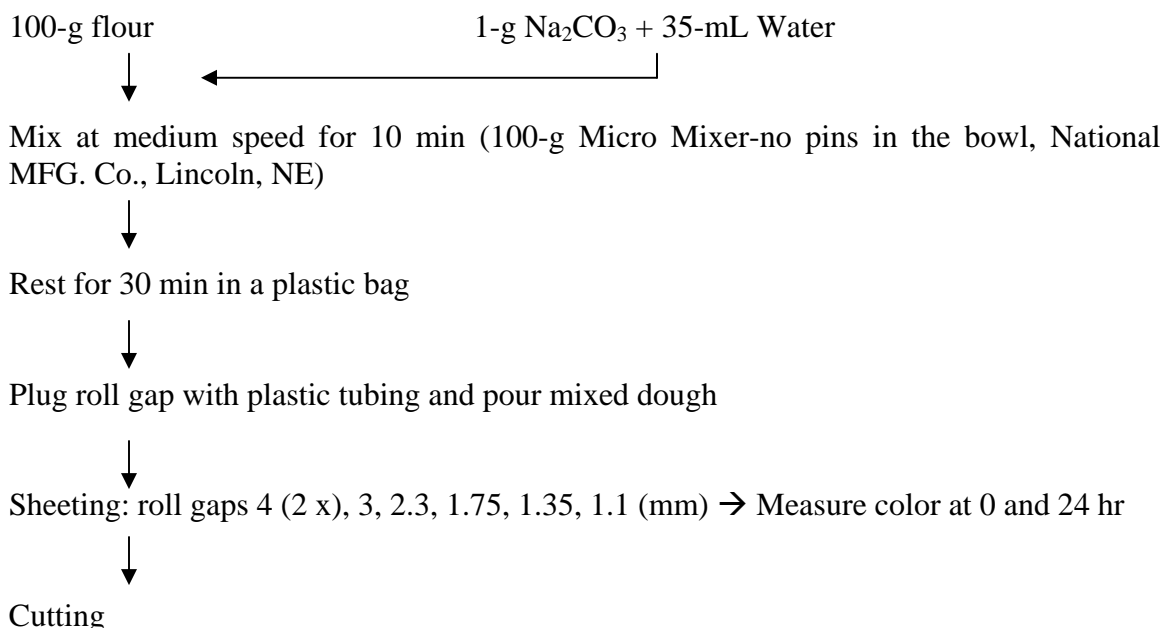 100-g flour 1-g Na₂CO₃ + 35-mL Water
Mix at medium speed for 10 min (100-g Micro Mixer-no pins in the bowl, National
MFG. Co., Lincoln, NE)
Rest for 30 min in a plastic bag
Plug roll gap with plastic tubing and pour mixed dough
Sheeting: roll gaps 4 (2 x), 3, 2.3, 1.75, 1.35, 1.1 (mm) → Measure color at 0 and 24 hr
Cutting